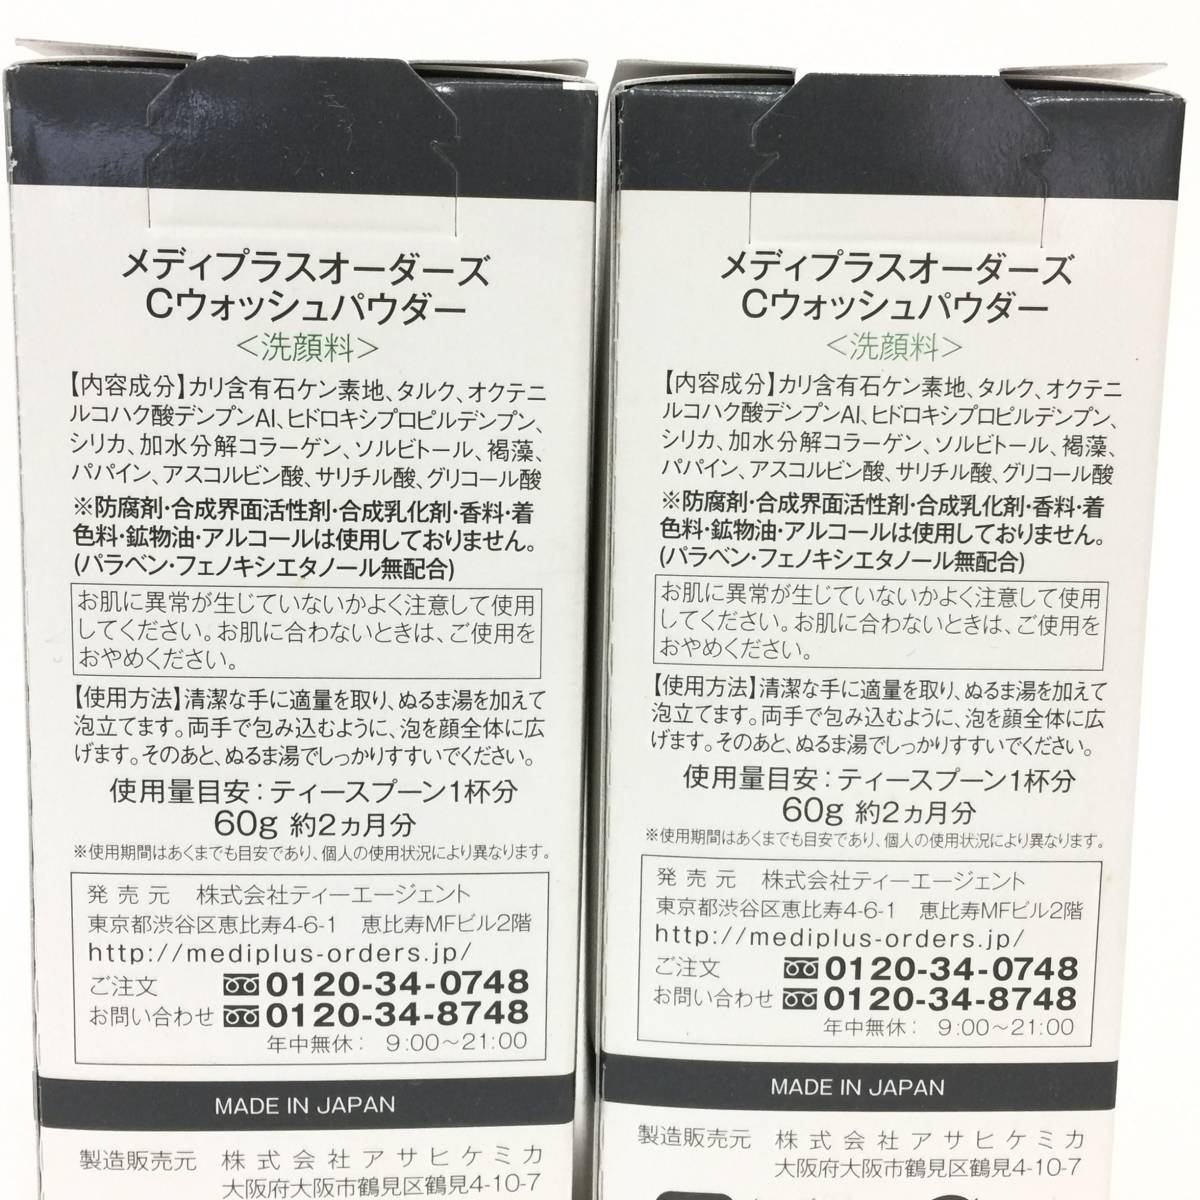 メディプラスオーダーズ
Cウォッシュパウダー
＜洗顔料＞
【内容成分】カリ含有石ケン素地、タルク、オクテニ
ルコハク酸デンプンAl、ヒドロキシプロピルデンプン、
シリカ、加水分解コラーゲン、ソルビトール、褐藻、
パパイン、アスコルビン酸、サリチル酸、グリコール酸
※防腐剤・合成界面活性剤・合成乳化剤・香料・着
色料・鉱物油・アルコールは使用しておりません。
(パラベン・フェノキシエタノール無配合)
お肌に異常が生じていないかよく注意して使用
してください。お肌に合わないときは、ご使用を
おやめください。
【使用方法】清潔な手に適量を取り、ぬるま湯を加えて
泡立てます。両手で包み込むように、泡を顔全体に広
げます。そのあと、ぬるま湯でしっかりすすいでください。
使用量目安：ティースプーン1杯分
60g 約2ヵ月分
※使用期間はあくまでも目安であり、個人の使用状況により異なります。
発売元 株式会社ティーエージェント
東京都渋谷区恵比寿4-6-1 恵比寿MFビル2階
http://mediplus-orders.jp/
ご注文 0120-34-0748
お問い合わせ 0120-34-8748
年中無休： 9:00～21:00
MADE IN JAPAN
製造販売元 株式会社アサヒケミカ
大阪府大阪市鶴見区鶴見4-10-7
メディプラスオーダーズ
Cウォッシュパウダー
＜洗顔料＞
【内容成分】カリ含有石ケン素地、タルク、オクテニ
ルコハク酸デンプンAl、ヒドロキシプロピルデンプン、
シリカ、加水分解コラーゲン、ソルビトール、褐藻、
パパイン、アスコルビン酸、サリチル酸、グリコール酸
※防腐剤・合成界面活性剤・合成乳化剤・香料・着
色料・鉱物油・アルコールは使用しておりません。
(パラベン・フェノキシエタノール無配合)
お肌に異常が生じていないかよく注意して使用
してください。お肌に合わないときは、ご使用を
おやめください。
【使用方法】清潔な手に適量を取り、ぬるま湯を加えて
泡立てます。両手で包み込むように、泡を顔全体に広
げます。そのあと、ぬるま湯でしっかりすすいでください。
使用量目安：ティースプーン1杯分
60g 約2ヵ月分
※使用期間はあくまでも目安であり、個人の使用状況により異なります。
発売元 株式会社ティーエージェント
東京都渋谷区恵比寿4-6-1 恵比寿MFビル2階
http://mediplus-orders.jp/
ご注文 0120-34-0748
お問い合わせ 0120-34-8748
年中無休： 9:00～21:00
MADE IN JAPAN
製造販売元 株式会社アサヒケミカ
大阪府大阪市鶴見区鶴見4-10-7